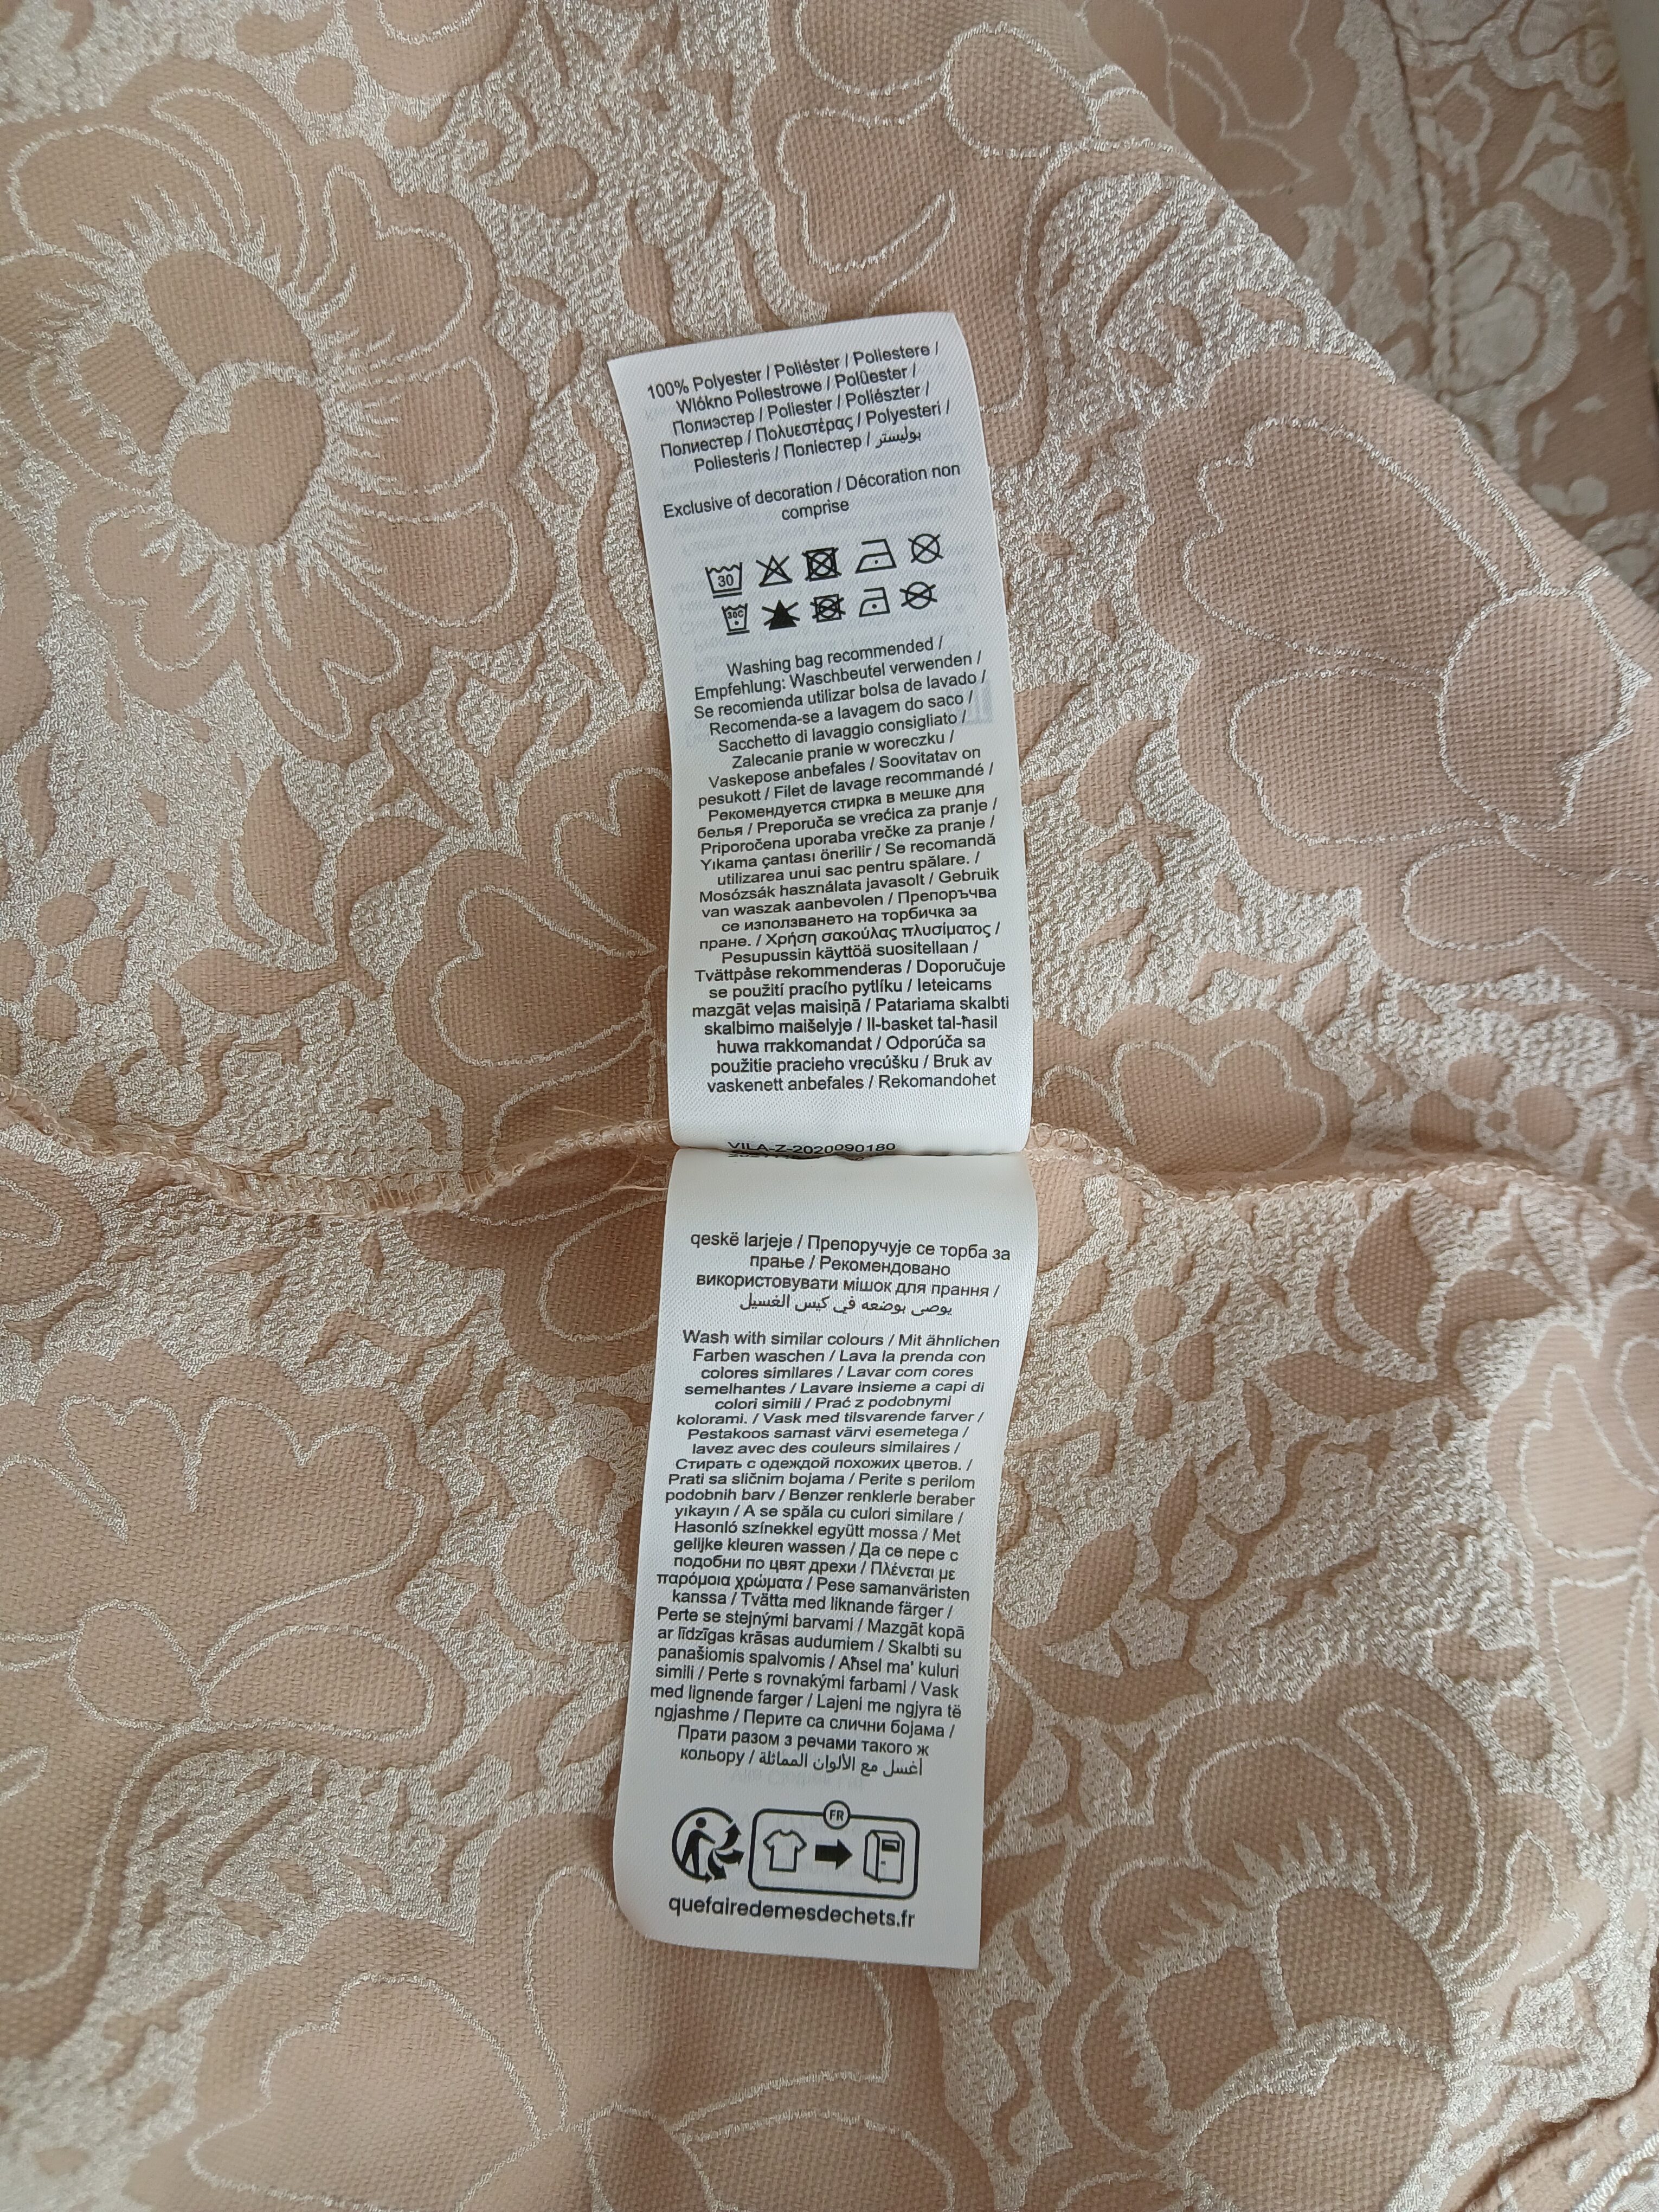 100% Polyester / Poliéster / Poliestere /
Wlókno Poliestrowe / Polüester /
Полиэстер / Poliester / Poliészter /
Полиестер / Πολυεστέρας / Polyesteri /
Poliesteris / Поліестер / بوليستر
Exclusive of decoration / Décoration non
comprise
30
30C
Washing bag recommended /
Empfehlung: Waschbeutel verwenden /
Se recomienda utilizar bolsa de lavado /
Recomenda-se a lavagem do saco /
Sacchetto di lavaggio consigliato /
Zalecanie pranie w woreczku /
Vaskepose anbefales / Soovitatav on
pesukott / Filet de lavage recommandé /
Рекомендуется стирка в мешке для
белья / Preporuča se vrećica za pranje /
Priporočena uporaba vrečke za pranje /
Yıkama çantası önerilir / Se recomandă
utilizarea unui sac pentru spălare. /
Mosózsák használata javasolt / Gebruik
van waszak aanbevolen / Препоръчва
се използването на торбичка за
пране. / Χρήση σακούλας πλυσίματος /
Pesupussin käyttöä suositellaan /
Tvättpåse rekommenderas / Doporučuje
se použití pracího pytlíku / Ieteicams
mazgāt veļas maisiņā / Patariama skalbti
skalbimo maišelyje / Il-basket tal-ħasil
huwa rrakkomandat / Odporúča sa
použitie pracieho vrecúšku / Bruk av
vaskenett anbefales / Rekomandohet
VILA-Z-2020090180
qeskë larjeje / Препоручује се торба за
прање / Рекомендовано
використовувати мішок для прання /
يوصى بوضعه في كيس الغسيل
Wash with similar colours / Mit ähnlichen
Farben waschen / Lava la prenda con
colores similares / Lavar com cores
semelhantes / Lavare insieme a capi di
colori simili / Prać z podobnymi
kolorami. / Vask med tilsvarende farver /
Pestakoos samast värvi esemetega /
lavez avec des couleurs similaires /
Стирать с одеждой похожих цветов. /
Prati sa sličnim bojama / Perite s perilom
podobnih barv / Benzer renklerle beraber
yıkayın / A se spăla cu culori similare /
Hasonló színekkel együtt mossa / Met
gelijke kleuren wassen / Да се пере с
подобни по цвят дрехи / Πλένεται με
παρόμοια χρώματα / Pese samanväristen
kanssa / Tvätta med liknande färger /
Perte se stejnými barvami / Mazgāt kopā
ar līdzīgas krāsas audumiem / Skalbti su
panašiomis spalvomis / Aħsel ma' kuluri
simili / Perte s rovnakými farbami / Vask
med lignende farger / Lajeni me ngjyra të
ngjashme / Перите са слични бојама /
Прати разом з речами такого ж
кольору / أغسل مع الألوان المماثلة
FR
quefairedemesdechets.fr